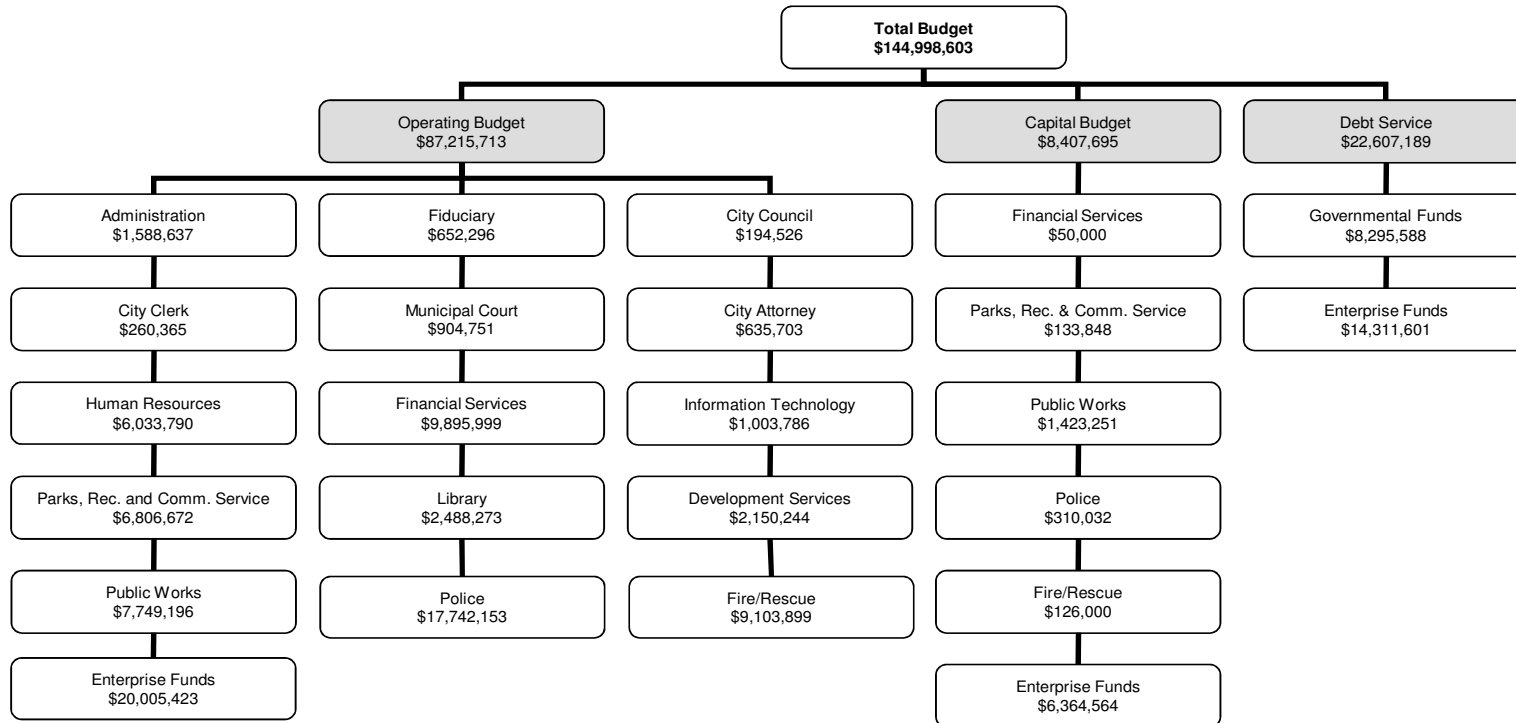 Total Budget
$144,998,603
Operating Budget
$87,215,713
Capital Budget
$8,407,695
Debt Service
$22,607,189
Administration
$1,588,637
Fiduciary
$652,296
City Council
$194,526
Financial Services
$50,000
Governmental Funds
$8,295,588
City Clerk
$260,365
Municipal Court
$904,751
City Attorney
$635,703
Parks, Rec. & Comm. Service
$133,848
Enterprise Funds
$14,311,601
Human Resources
$6,033,790
Financial Services
$9,895,999
Information Technology
$1,003,786
Public Works
$1,423,251
Parks, Rec. and Comm. Service
$6,806,672
Library
$2,488,273
Development Services
$2,150,244
Police
$310,032
Public Works
$7,749,196
Police
$17,742,153
Fire/Rescue
$9,103,899
Fire/Rescue
$126,000
Enterprise Funds
$20,005,423
Enterprise Funds
$6,364,564